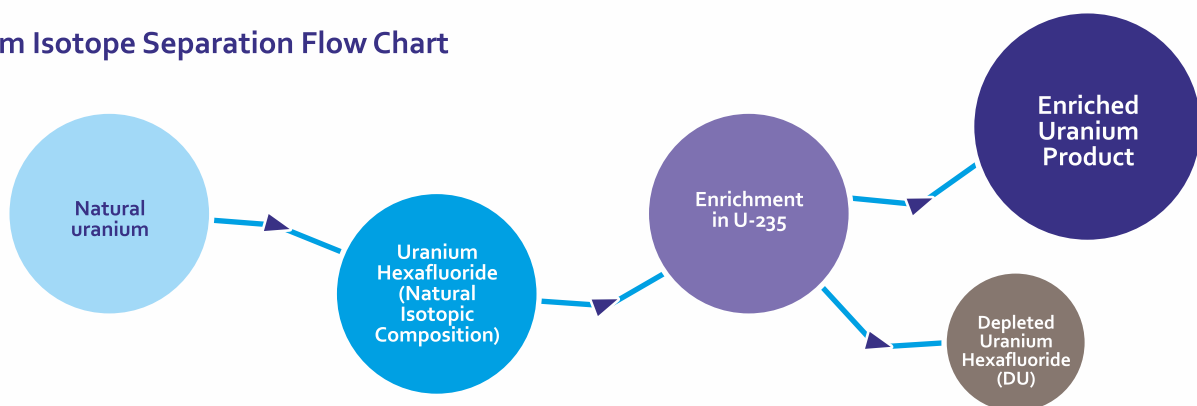 m Isotope Separation Flow Chart
Natural
uranium
Uranium
Hexafluoride
(Natural
Isotopic
Composition)
Enrichment
in U-235
Enriched
Uranium
Product
Depleted
Uranium
Hexafluoride
(DU)